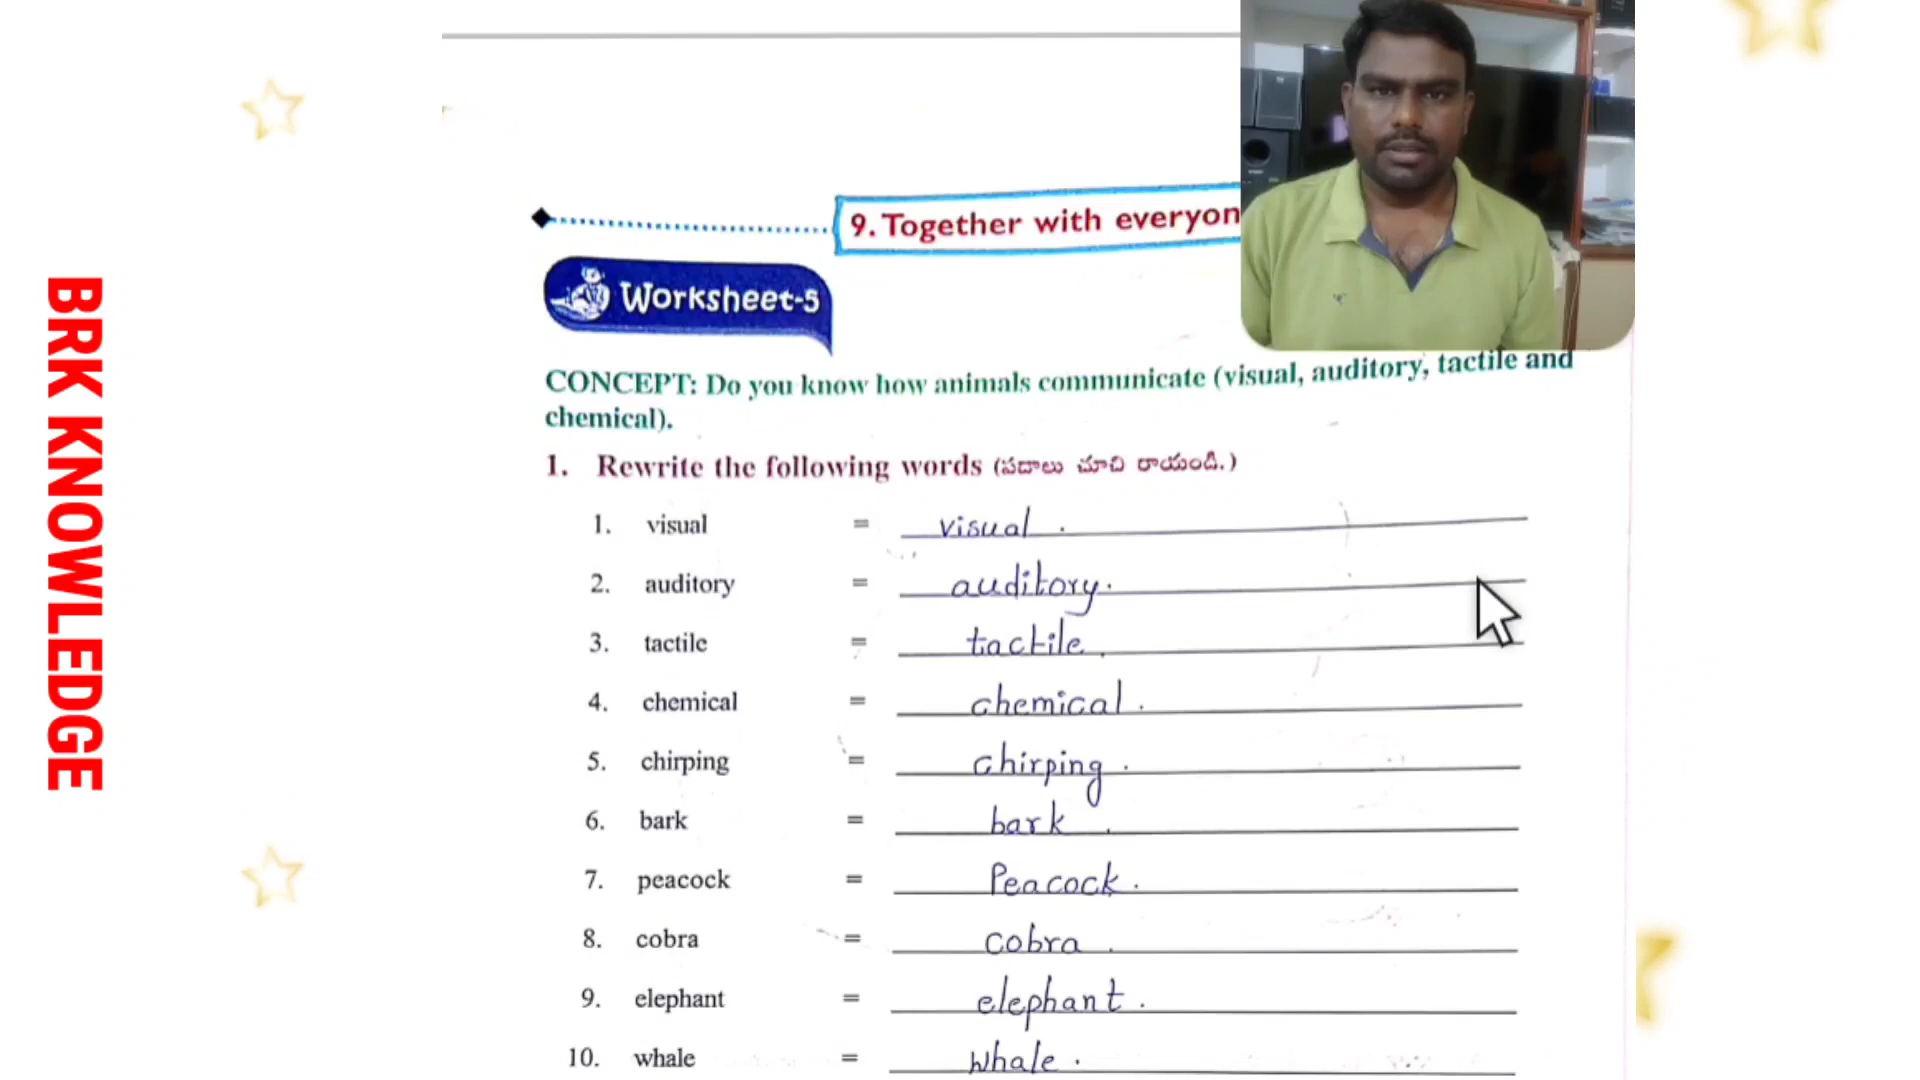 BRK KNOWLEDGE
9. Together with everyon
Worksheet-5
CONCEPT: Do you know how animals communicate (visual, auditory, tactile and
chemical).
1. Rewrite the following words (పదాలు చూచి రాయండి.)
1. visual = visual .
2. auditory = auditory.
3. tactile = tactile .
4. chemical = chemical .
5. chirping = chirping .
6. bark = bark .
7. peacock = Peacock .
8. cobra = cobra .
9. elephant = elephant .
10. whale = whale .